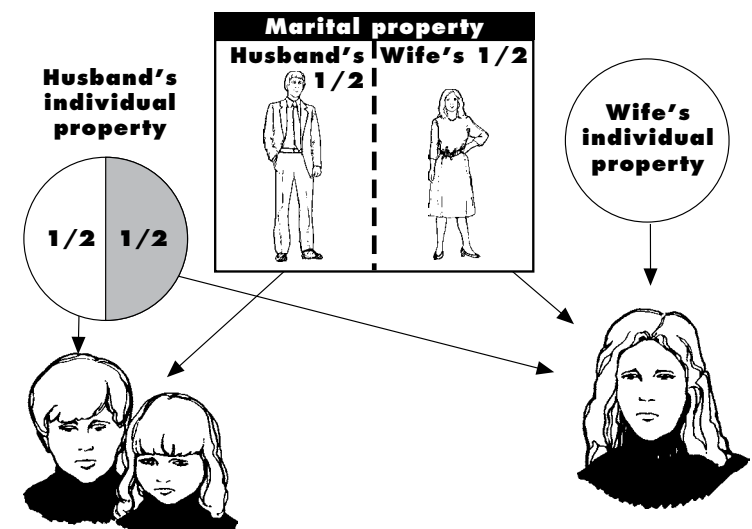 Marital property
Husband's 1/2
Wife's 1/2
Husband's
individual
property
Wife's
individual
property
1/2
1/2